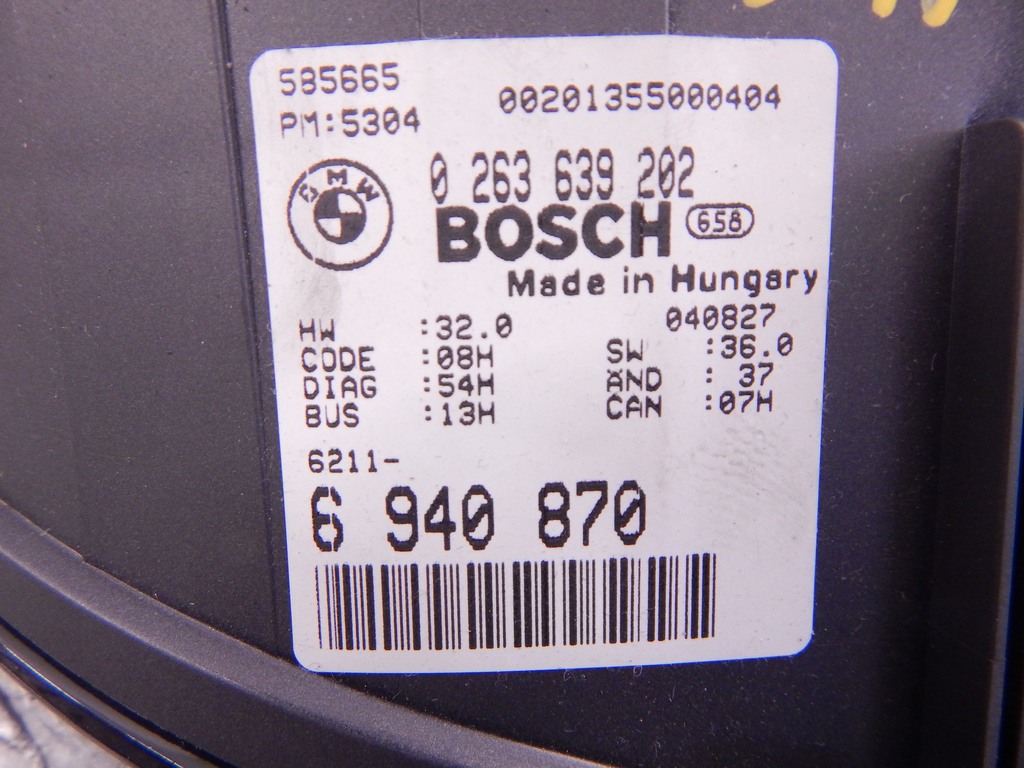 585665
00201355000404
PM:5304
BMW
0 263 639 202
BOSCH 658
Made in Hungary
HW :32.0 040827
CODE :08H SW :36.0
DIAG :54H AND : 37
BUS :13H CAN :07H
6211-
6 940 870